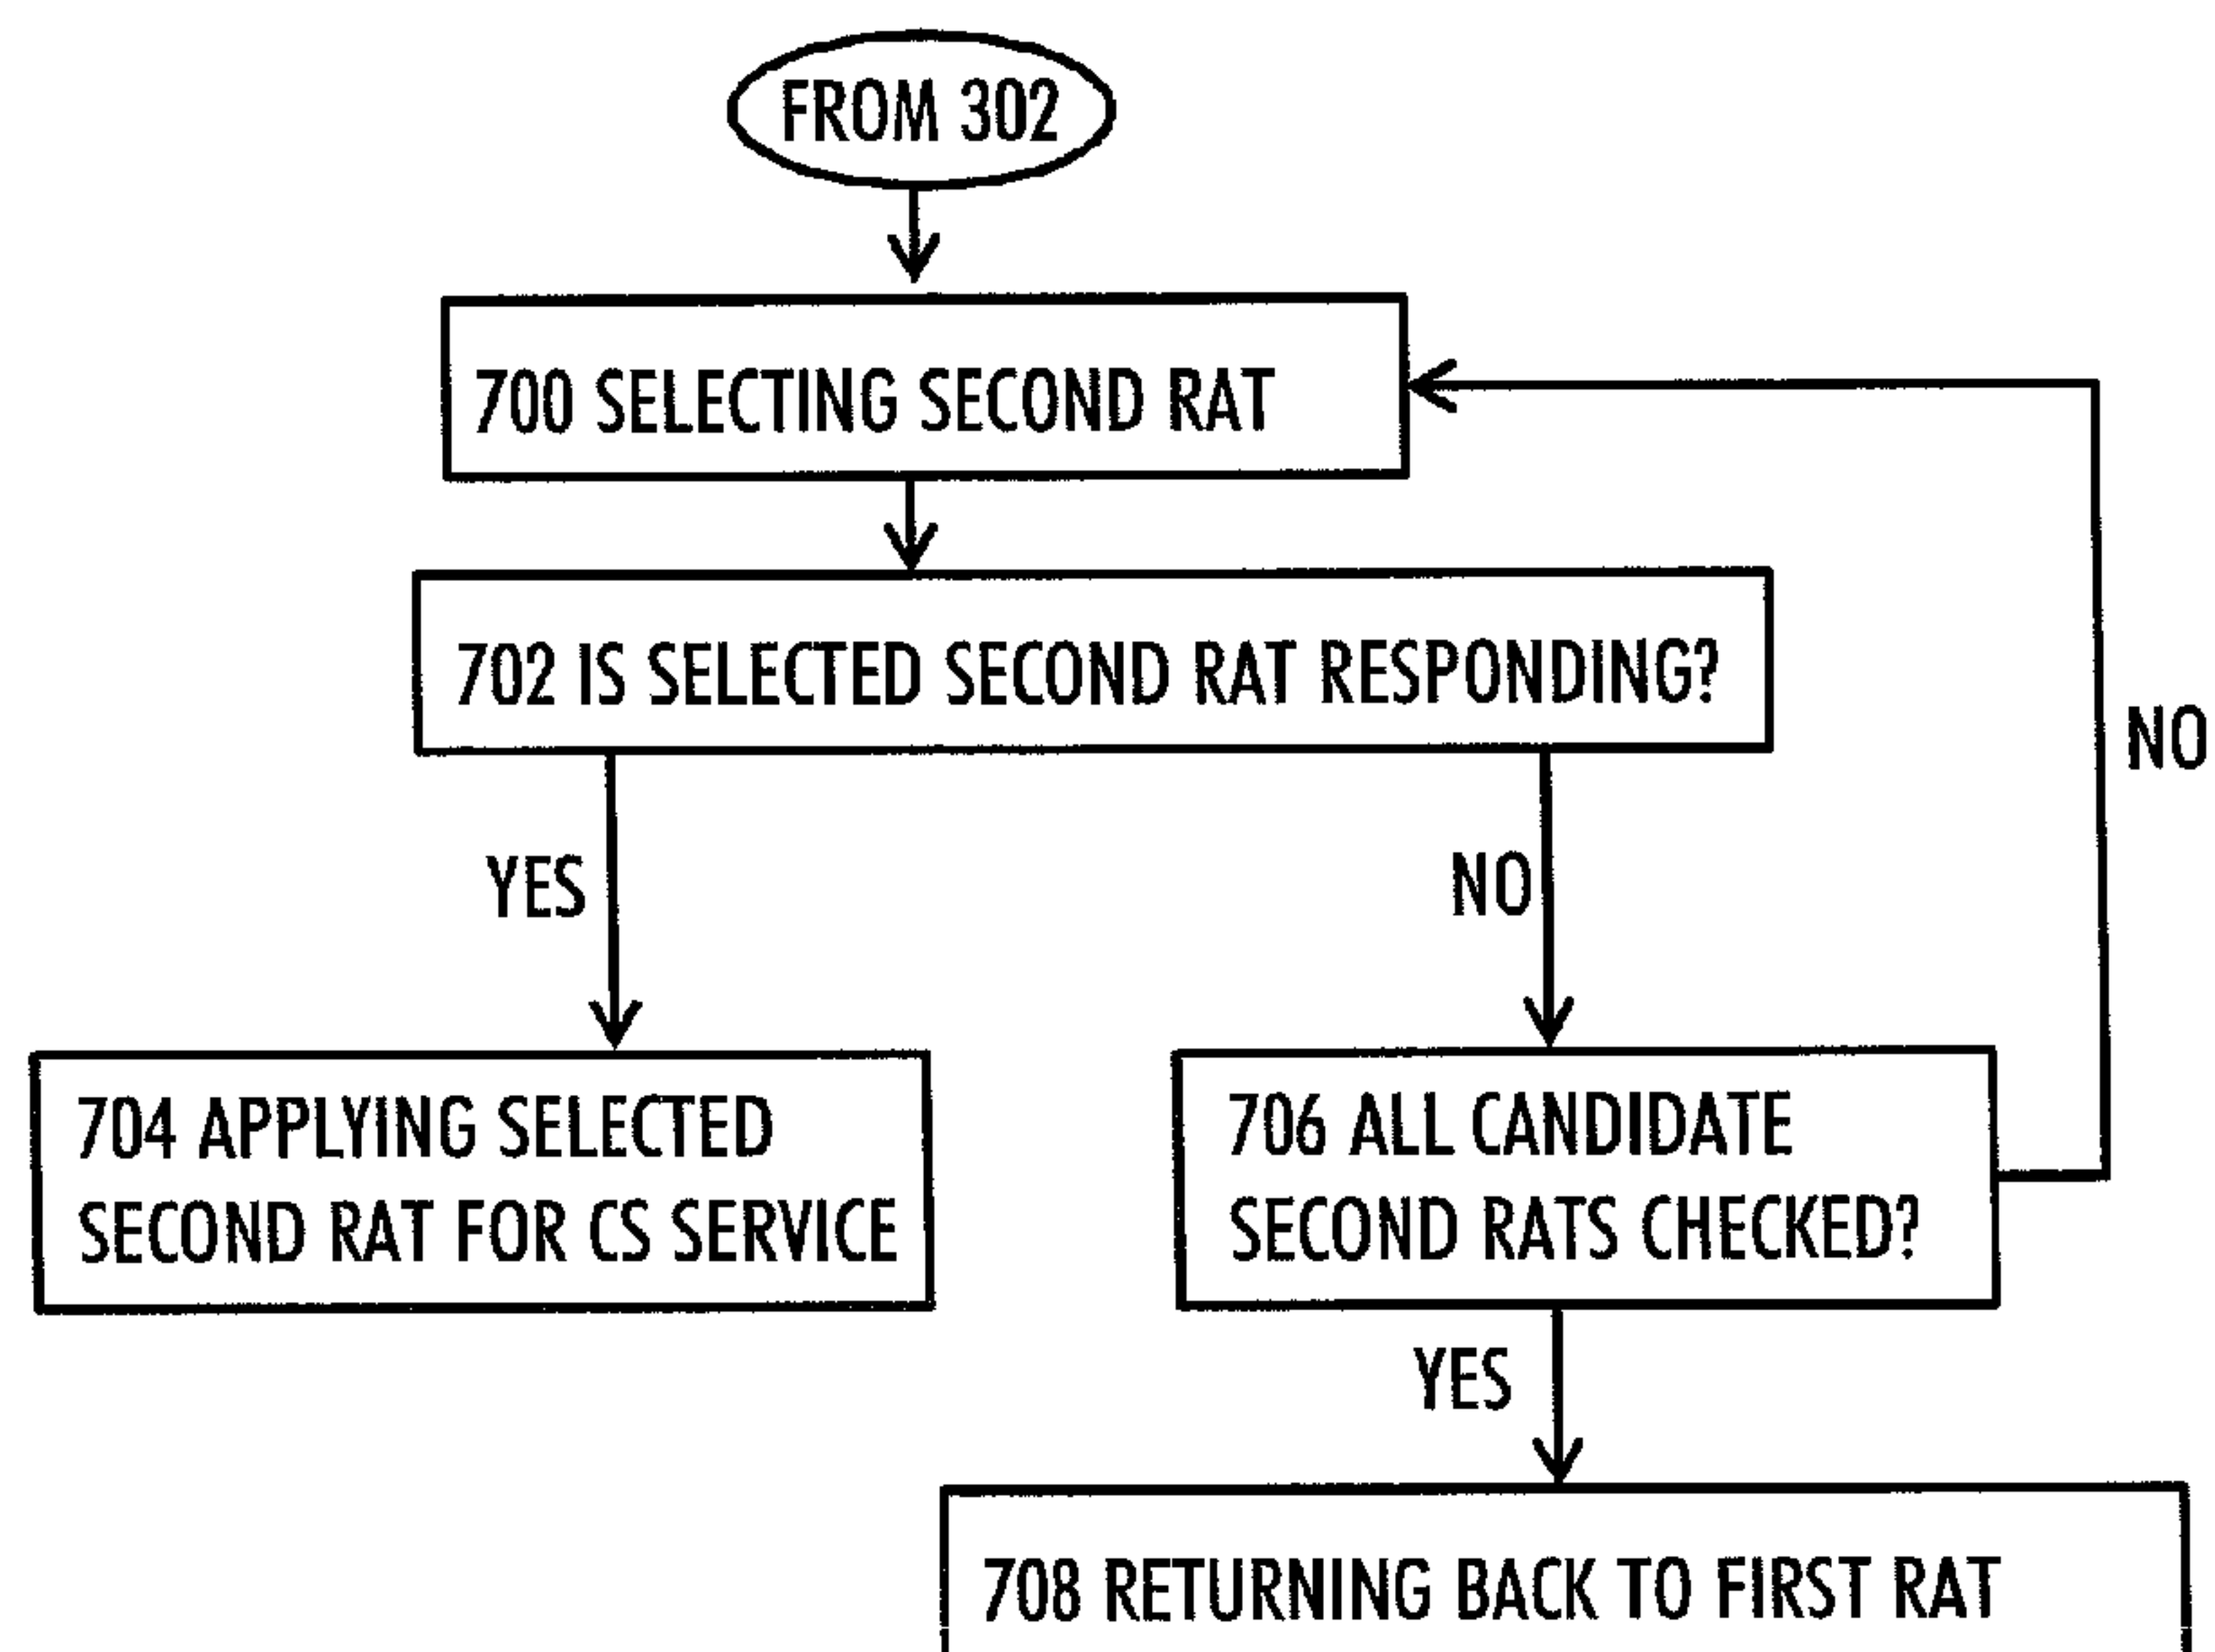 FROM 302
700 SELECTING SECOND RAT
702 IS SELECTED SECOND RAT RESPONDING?
NO
YES
NO
704 APPLYING SELECTED
SECOND RAT FOR CS SERVICE
706 ALL CANDIDATE
SECOND RATS CHECKED?
YES
708 RETURNING BACK TO FIRST RAT